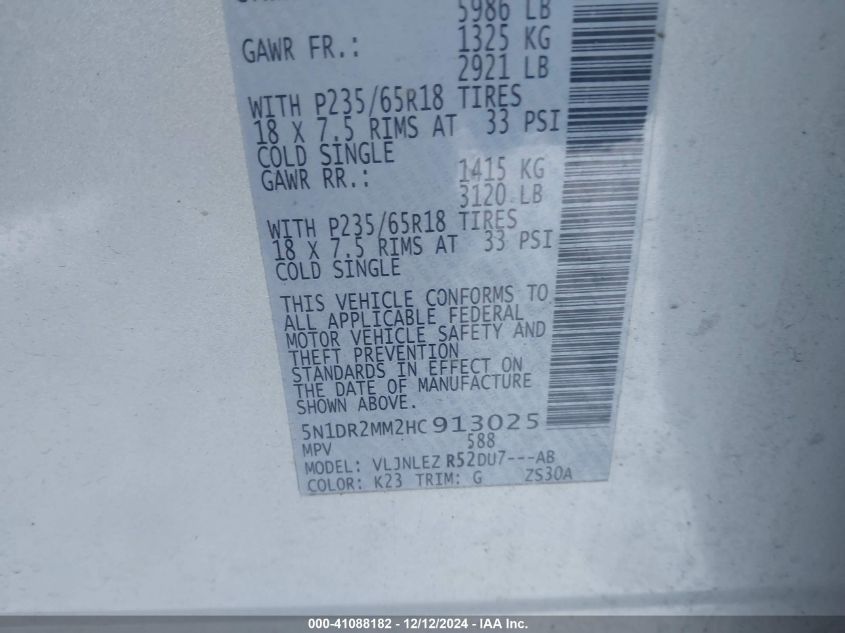 5986 LB
GAWR FR.: 1325 KG
2921 LB
WITH P235/65R18 TIRES
18 X 7.5 RIMS AT 33 PSI
COLD SINGLE
GAWR RR.: 1415 KG
3120 LB
WITH P235/65R18 TIRES
18 X 7.5 RIMS AT 33 PSI
COLD SINGLE
THIS VEHICLE CONFORMS TO
ALL APPLICABLE FEDERAL
MOTOR VEHICLE SAFETY AND
THEFT PREVENTION
STANDARDS IN EFFECT ON
THE DATE OF MANUFACTURE
SHOWN ABOVE.
5N1DR2MM2HC913025
MPV 588
MODEL: VLJNLEZ R52DU7---AB
COLOR: K23 TRIM: G ZS30A
000-41088182 - 12/12/2024 - IAA Inc.